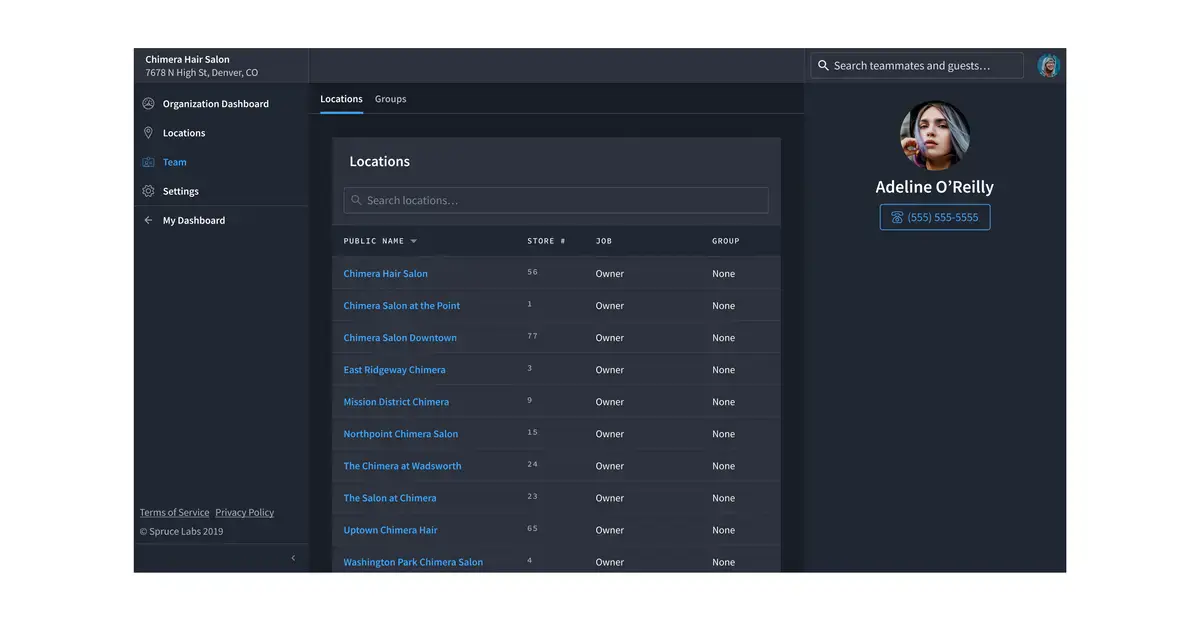 Chimera Hair Salon
7678 N High St, Denver, CO
Search teammates and guests…
Organization Dashboard
Locations
Team
Settings
My Dashboard
Terms of Service Privacy Policy
© Spruce Labs 2019
Locations Groups
Locations
Search locations…
PUBLIC NAME STORE # JOB GROUP
Chimera Hair Salon 56 Owner None
Chimera Salon at the Point 1 Owner None
Chimera Salon Downtown 77 Owner None
East Ridgeway Chimera 3 Owner None
Mission District Chimera 9 Owner None
Northpoint Chimera Salon 15 Owner None
The Chimera at Wadsworth 24 Owner None
The Salon at Chimera 23 Owner None
Uptown Chimera Hair 65 Owner None
Washington Park Chimera Salon 4 Owner None
Adeline O’Reilly
(555) 555-5555